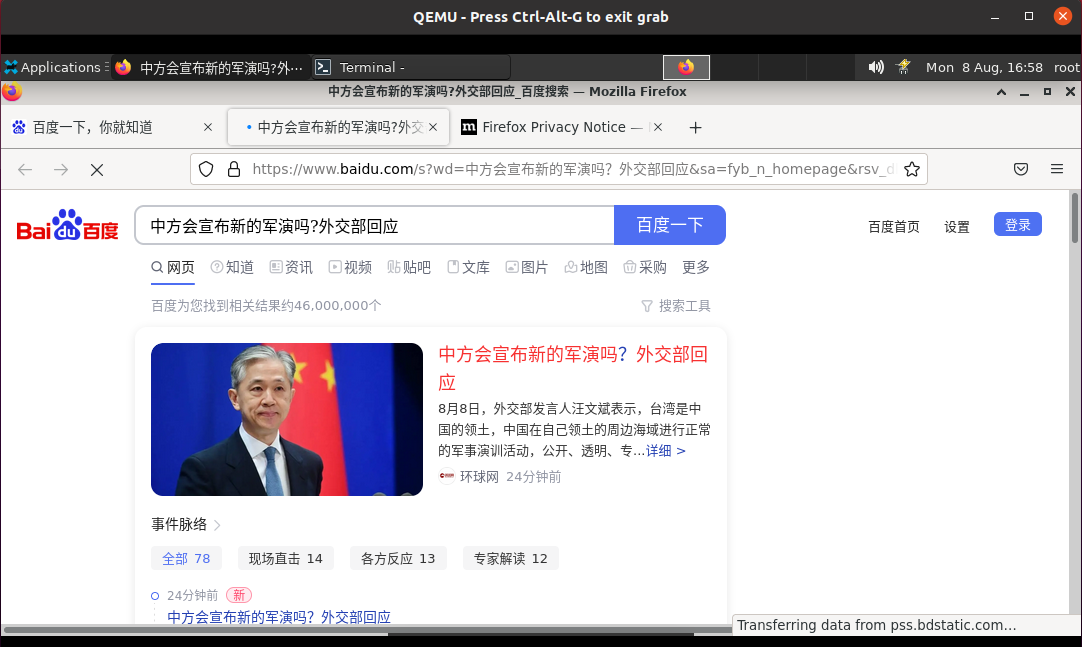 QEMU - Press Ctrl-Alt-G to exit grab
Applications
中方会宣布新的军演吗?外···
Terminal -
Mon 8 Aug, 16:58 root
中方会宣布新的军演吗?外交部回应_百度搜索 — Mozilla Firefox
百度一下，你就知道
中方会宣布新的军演吗?外交
Firefox Privacy Notice —
https://www.baidu.com/s?wd=中方会宣布新的军演吗？外交部回应&sa=fyb_n_homepage&rsv_d
Bai du 百度
中方会宣布新的军演吗?外交部回应
百度一下
百度首页 设置 登录
网页 知道 资讯 视频 贴吧 文库 图片 地图 采购 更多
百度为您找到相关结果约46,000,000个
搜索工具
中方会宣布新的军演吗？外交部回
应
8月8日，外交部发言人汪文斌表示，台湾是中
国的领土，中国在自己领土的周边海域进行正常
的军事演训活动，公开、透明、专...详细 >
环球网 24分钟前
事件脉络
全部 78 现场直击 14 各方反应 13 专家解读 12
24分钟前 新
中方会宣布新的军演吗？外交部回应
Transferring data from pss.bdstatic.com...